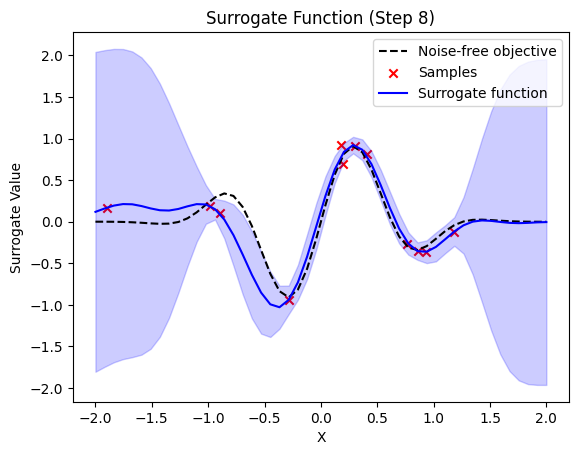 Surrogate Function (Step 8)
Noise-free objective
Samples
Surrogate function
Surrogate Value
2.0
1.5
1.0
0.5
0.0
−0.5
−1.0
−1.5
−2.0
−2.0 −1.5 −1.0 −0.5 0.0 0.5 1.0 1.5 2.0
X